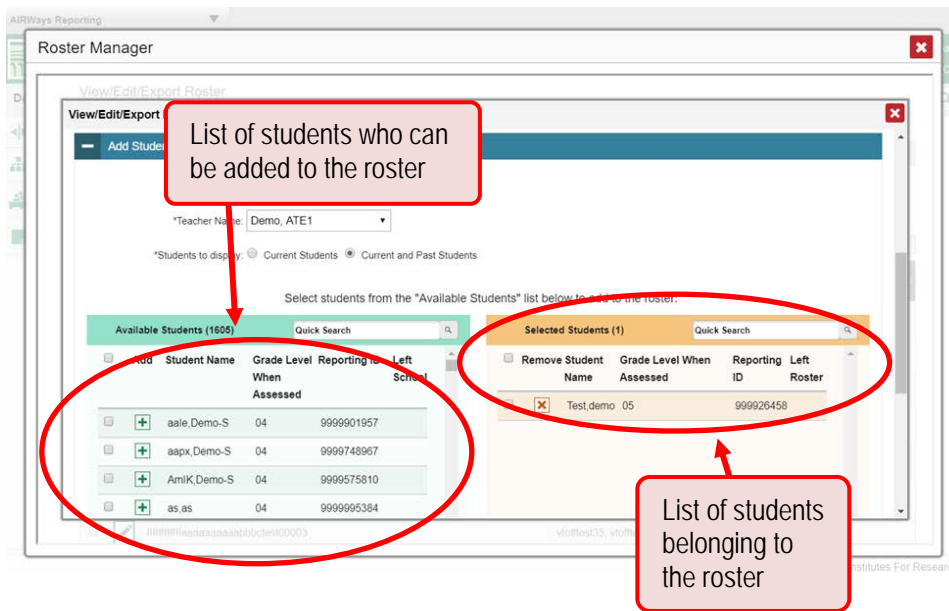 AIRWays Reporting
Roster Manager
View/Edit/Export Roster
View/Edit/Export
Add Stude
List of students who can
be added to the roster
*Teacher Name: Demo, ATE1
*Students to display: Current Students Current and Past Students
Select students from the "Available Students" list below to add to the roster:
Available Students (1605) Quick Search
Add Student Name Grade Level When Assessed Reporting ID Left School
aale,Demo-S 04 9999901957
aapx,Demo-S 04 9999748967
AmlK,Demo-S 04 9999575810
as,as 04 9999995384
Selected Students (1) Quick Search
Remove Student Name Grade Level When Assessed Reporting ID Left Roster
Test,demo 05 999926458
List of students
belonging to
the roster
nstitutes For Resear